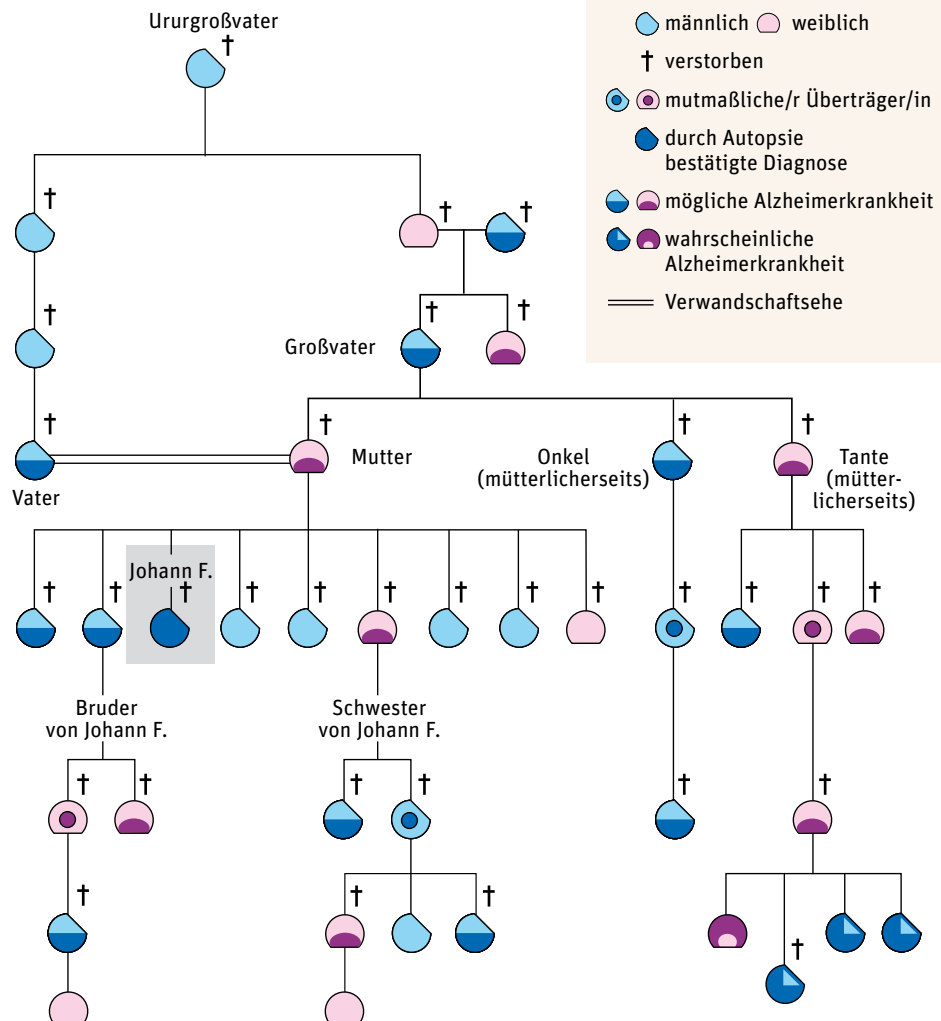 Ururgroßvater
männlich weiblich
† verstorben
mutmaßliche/r Überträger/in
durch Autopsie
bestätigte Diagnose
mögliche Alzheimerkrankheit
wahrscheinliche
Alzheimerkrankheit
Verwandschaftsehe
Großvater
Vater
Mutter
Onkel
(mütterlicherseits)
Tante
(mütter-
licherseits)
Johann F.
Bruder
von Johann F.
Schwester
von Johann F.